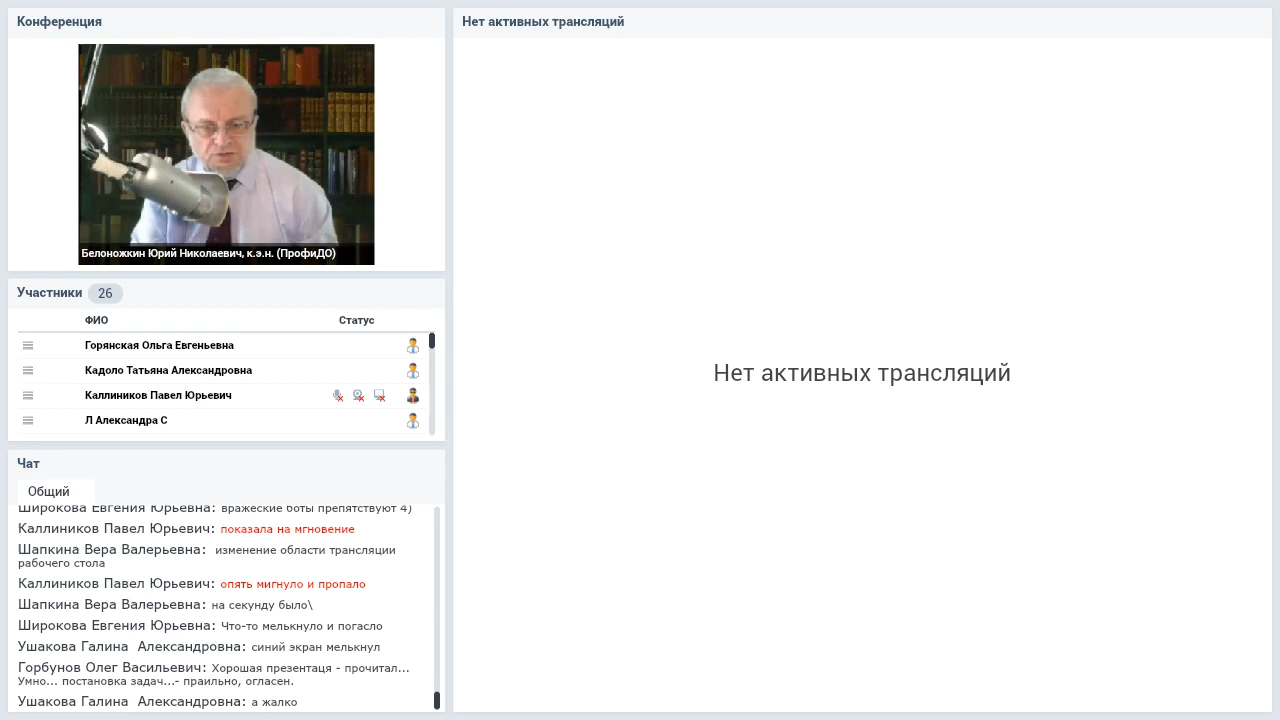 Конференция
Белоножкин Юрий Николаевич, к.э.н. (ПрофиДО)
Участники 26
ФИО Статус
Горянская Ольга Евгеньевна
Кадоло Татьяна Александровна
Каллиников Павел Юрьевич
Л Александра С
Чат
Общий
Широкова Евгения Юрьевна: вражеские боты препятствуют 4)
Каллиников Павел Юрьевич: показала на мгновение
Шапкина Вера Валерьевна: изменение области трансляции
рабочего стола
Каллиников Павел Юрьевич: опять мигнуло и пропало
Шапкина Вера Валерьевна: на секунду было\
Широкова Евгения Юрьевна: Что-то мелькнуло и погасло
Ушакова Галина Александровна: синий экран мелькнул
Горбунов Олег Васильевич: Хорошая презентаця - прочитал...
Умно... постановка задач...- праильно, огласен.
Ушакова Галина Александровна: а жалко
Нет активных трансляций
Нет активных трансляций